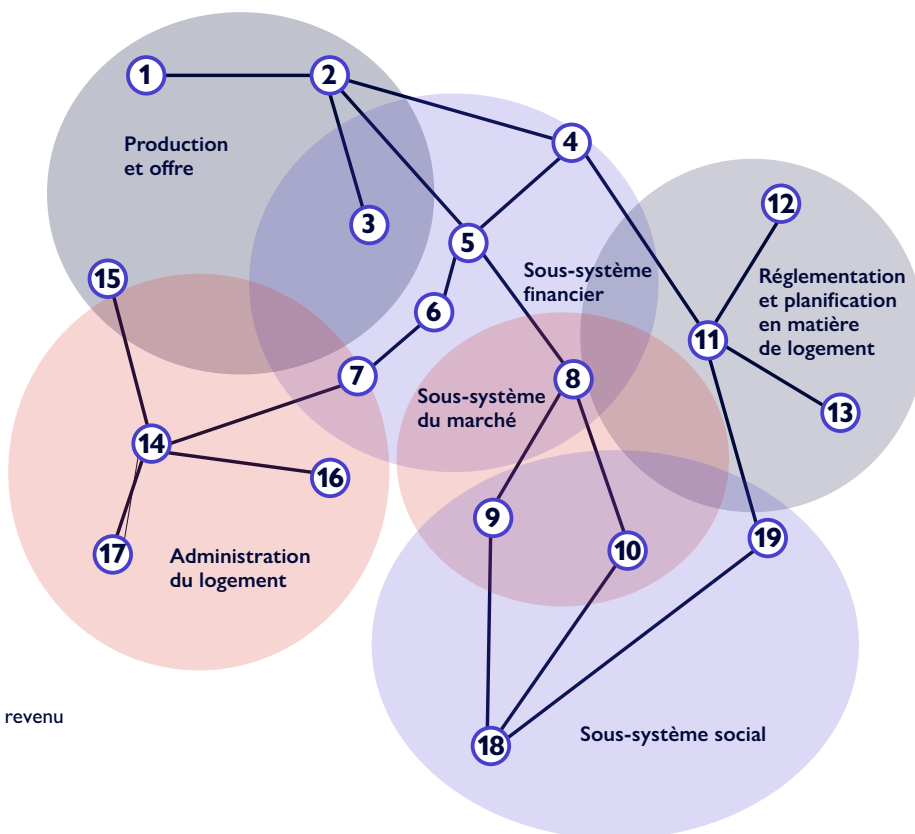 1
2
4
Production
et offre
12
3
5
Sous-système
financier
Réglementation
et planification
en matière
de logement
15
6
11
7
8
Sous-système
du marché
13
14
16
9
17
10
19
Administration
du logement
revenu
18
Sous-système social